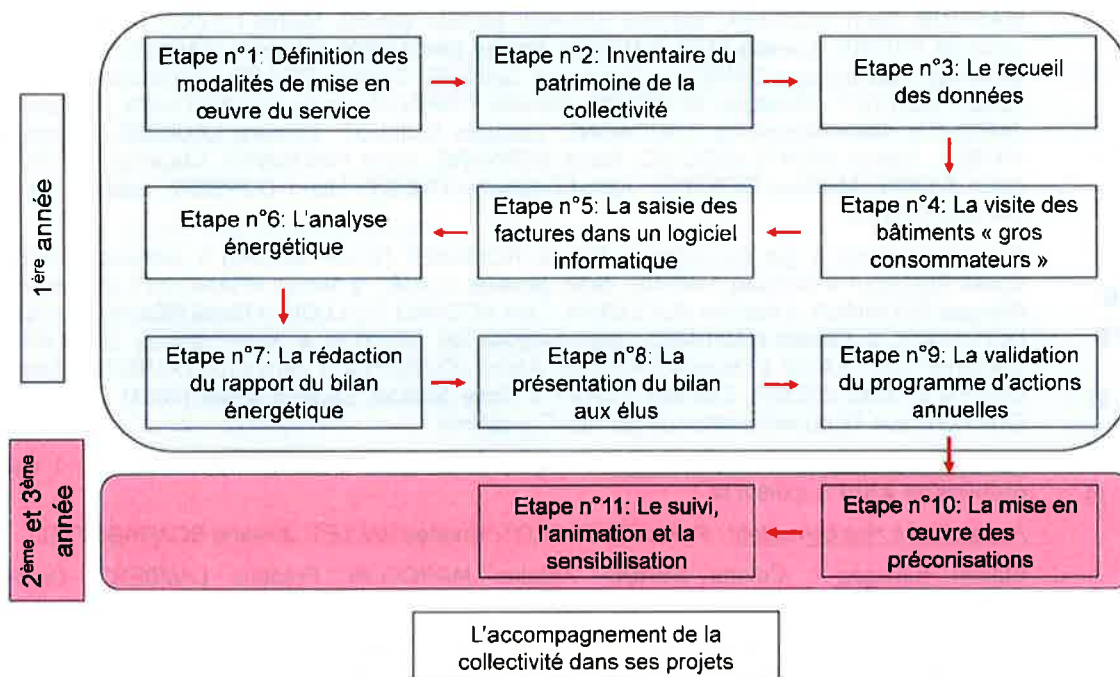 1ère année
Etape n°1: Définition des
modalités de mise en
œuvre du service
Etape n°2: Inventaire du
patrimoine de la
collectivité
Etape n°3: Le recueil
des données
Etape n°4: La visite des
bâtiments « gros
consommateurs »
Etape n°5: La saisie des
factures dans un logiciel
informatique
Etape n°6: L'analyse
énergétique
Etape n°7: La rédaction
du rapport du bilan
énergétique
Etape n°8: La
présentation du bilan
aux élus
Etape n°9: La validation
du programme d'actions
annuelles
2ème et 3ème
année
Etape n°10: La mise en
œuvre des
préconisations
Etape n°11: Le suivi,
l'animation et la
sensibilisation
L'accompagnement de la
collectivité dans ses projets